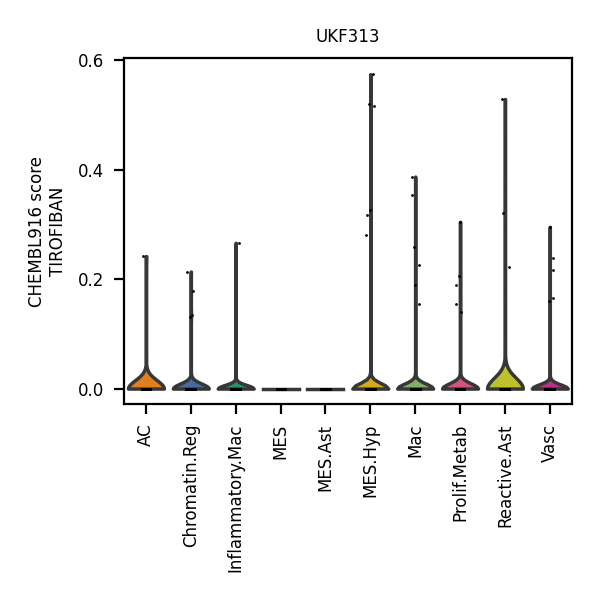 UKF313
CHEMBL916 score
TIROFIBAN
0.6
0.4
0.2
0.0
AC
Chromatin.Reg
Inflammatory.Mac
MES
MES.Ast
MES.Hyp
Mac
Prolif.Metab
Reactive.Ast
Vasc